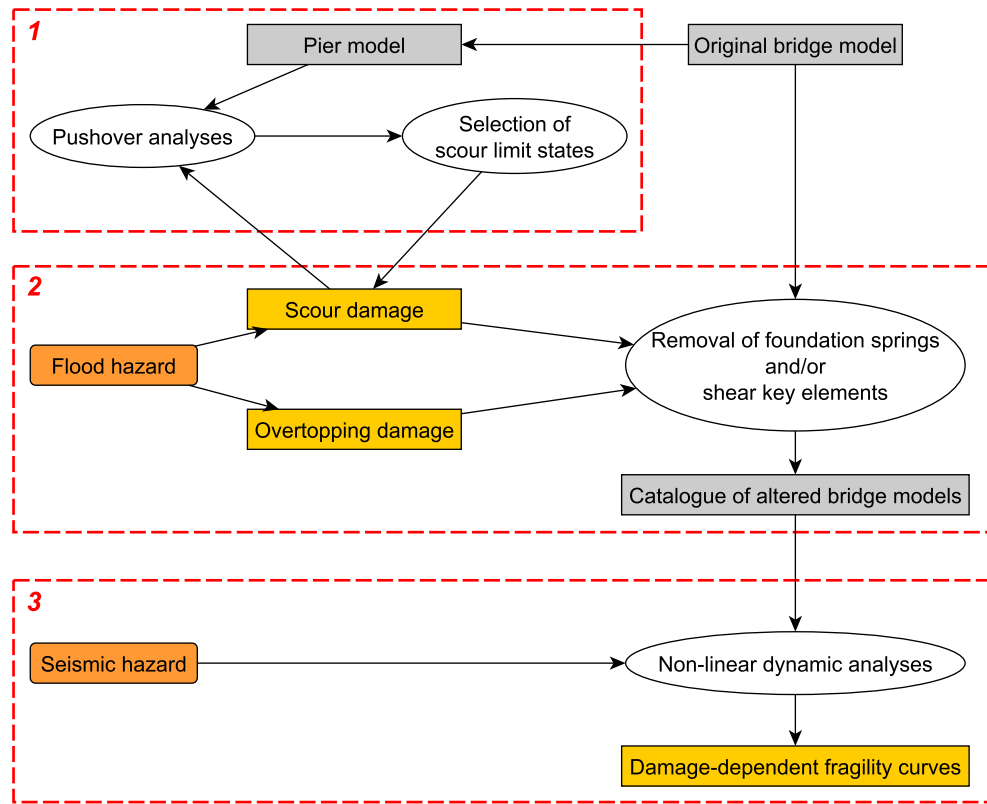 1
Pier model
Original bridge model
Pushover analyses
Selection of
scour limit states
2
Scour damage
Flood hazard
Overtopping damage
Removal of foundation springs
and/or
shear key elements
Catalogue of altered bridge models
3
Seismic hazard
Non-linear dynamic analyses
Damage-dependent fragility curves